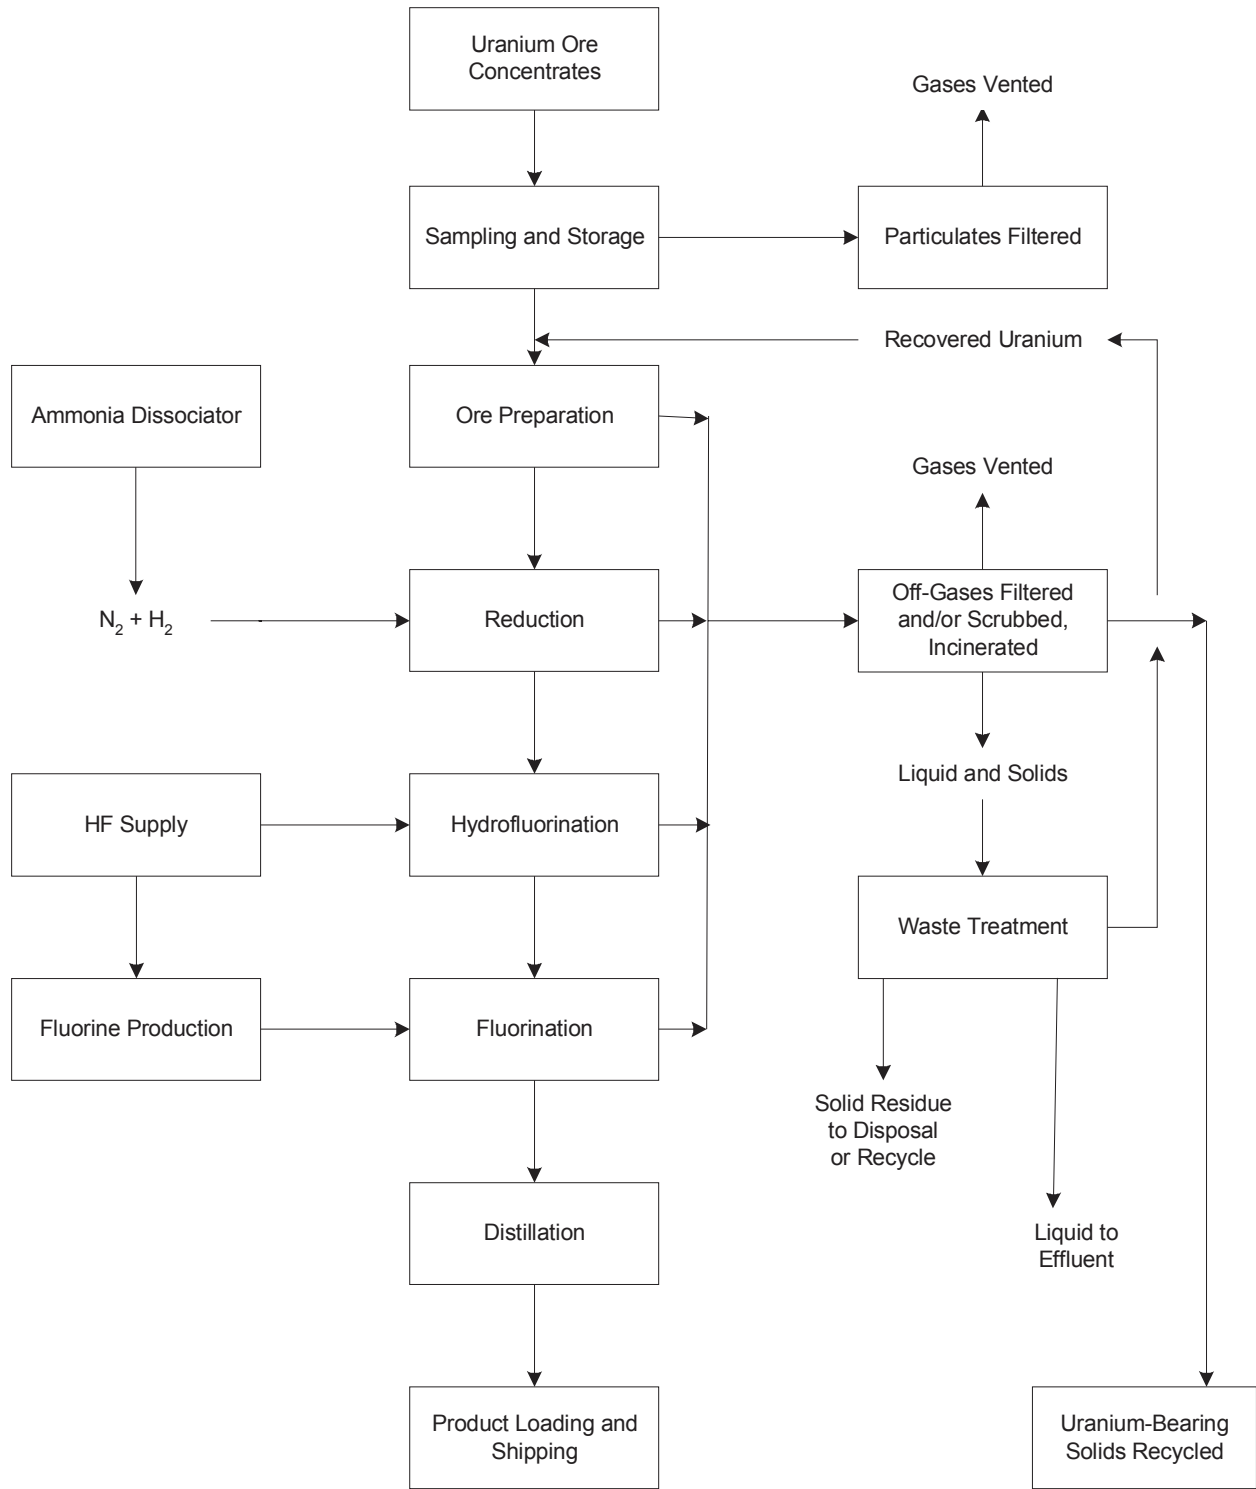 Uranium Ore
Concentrates
Gases Vented
Sampling and Storage
Particulates Filtered
Recovered Uranium
Ammonia Dissociator
Ore Preparation
Gases Vented
N₂ + H₂
Reduction
Off-Gases Filtered
and/or Scrubbed,
Incinerated
Liquid and Solids
HF Supply
Hydrofluorination
Waste Treatment
Fluorine Production
Fluorination
Solid Residue
to Disposal
or Recycle
Distillation
Liquid to
Effluent
Product Loading and
Shipping
Uranium-Bearing
Solids Recycled